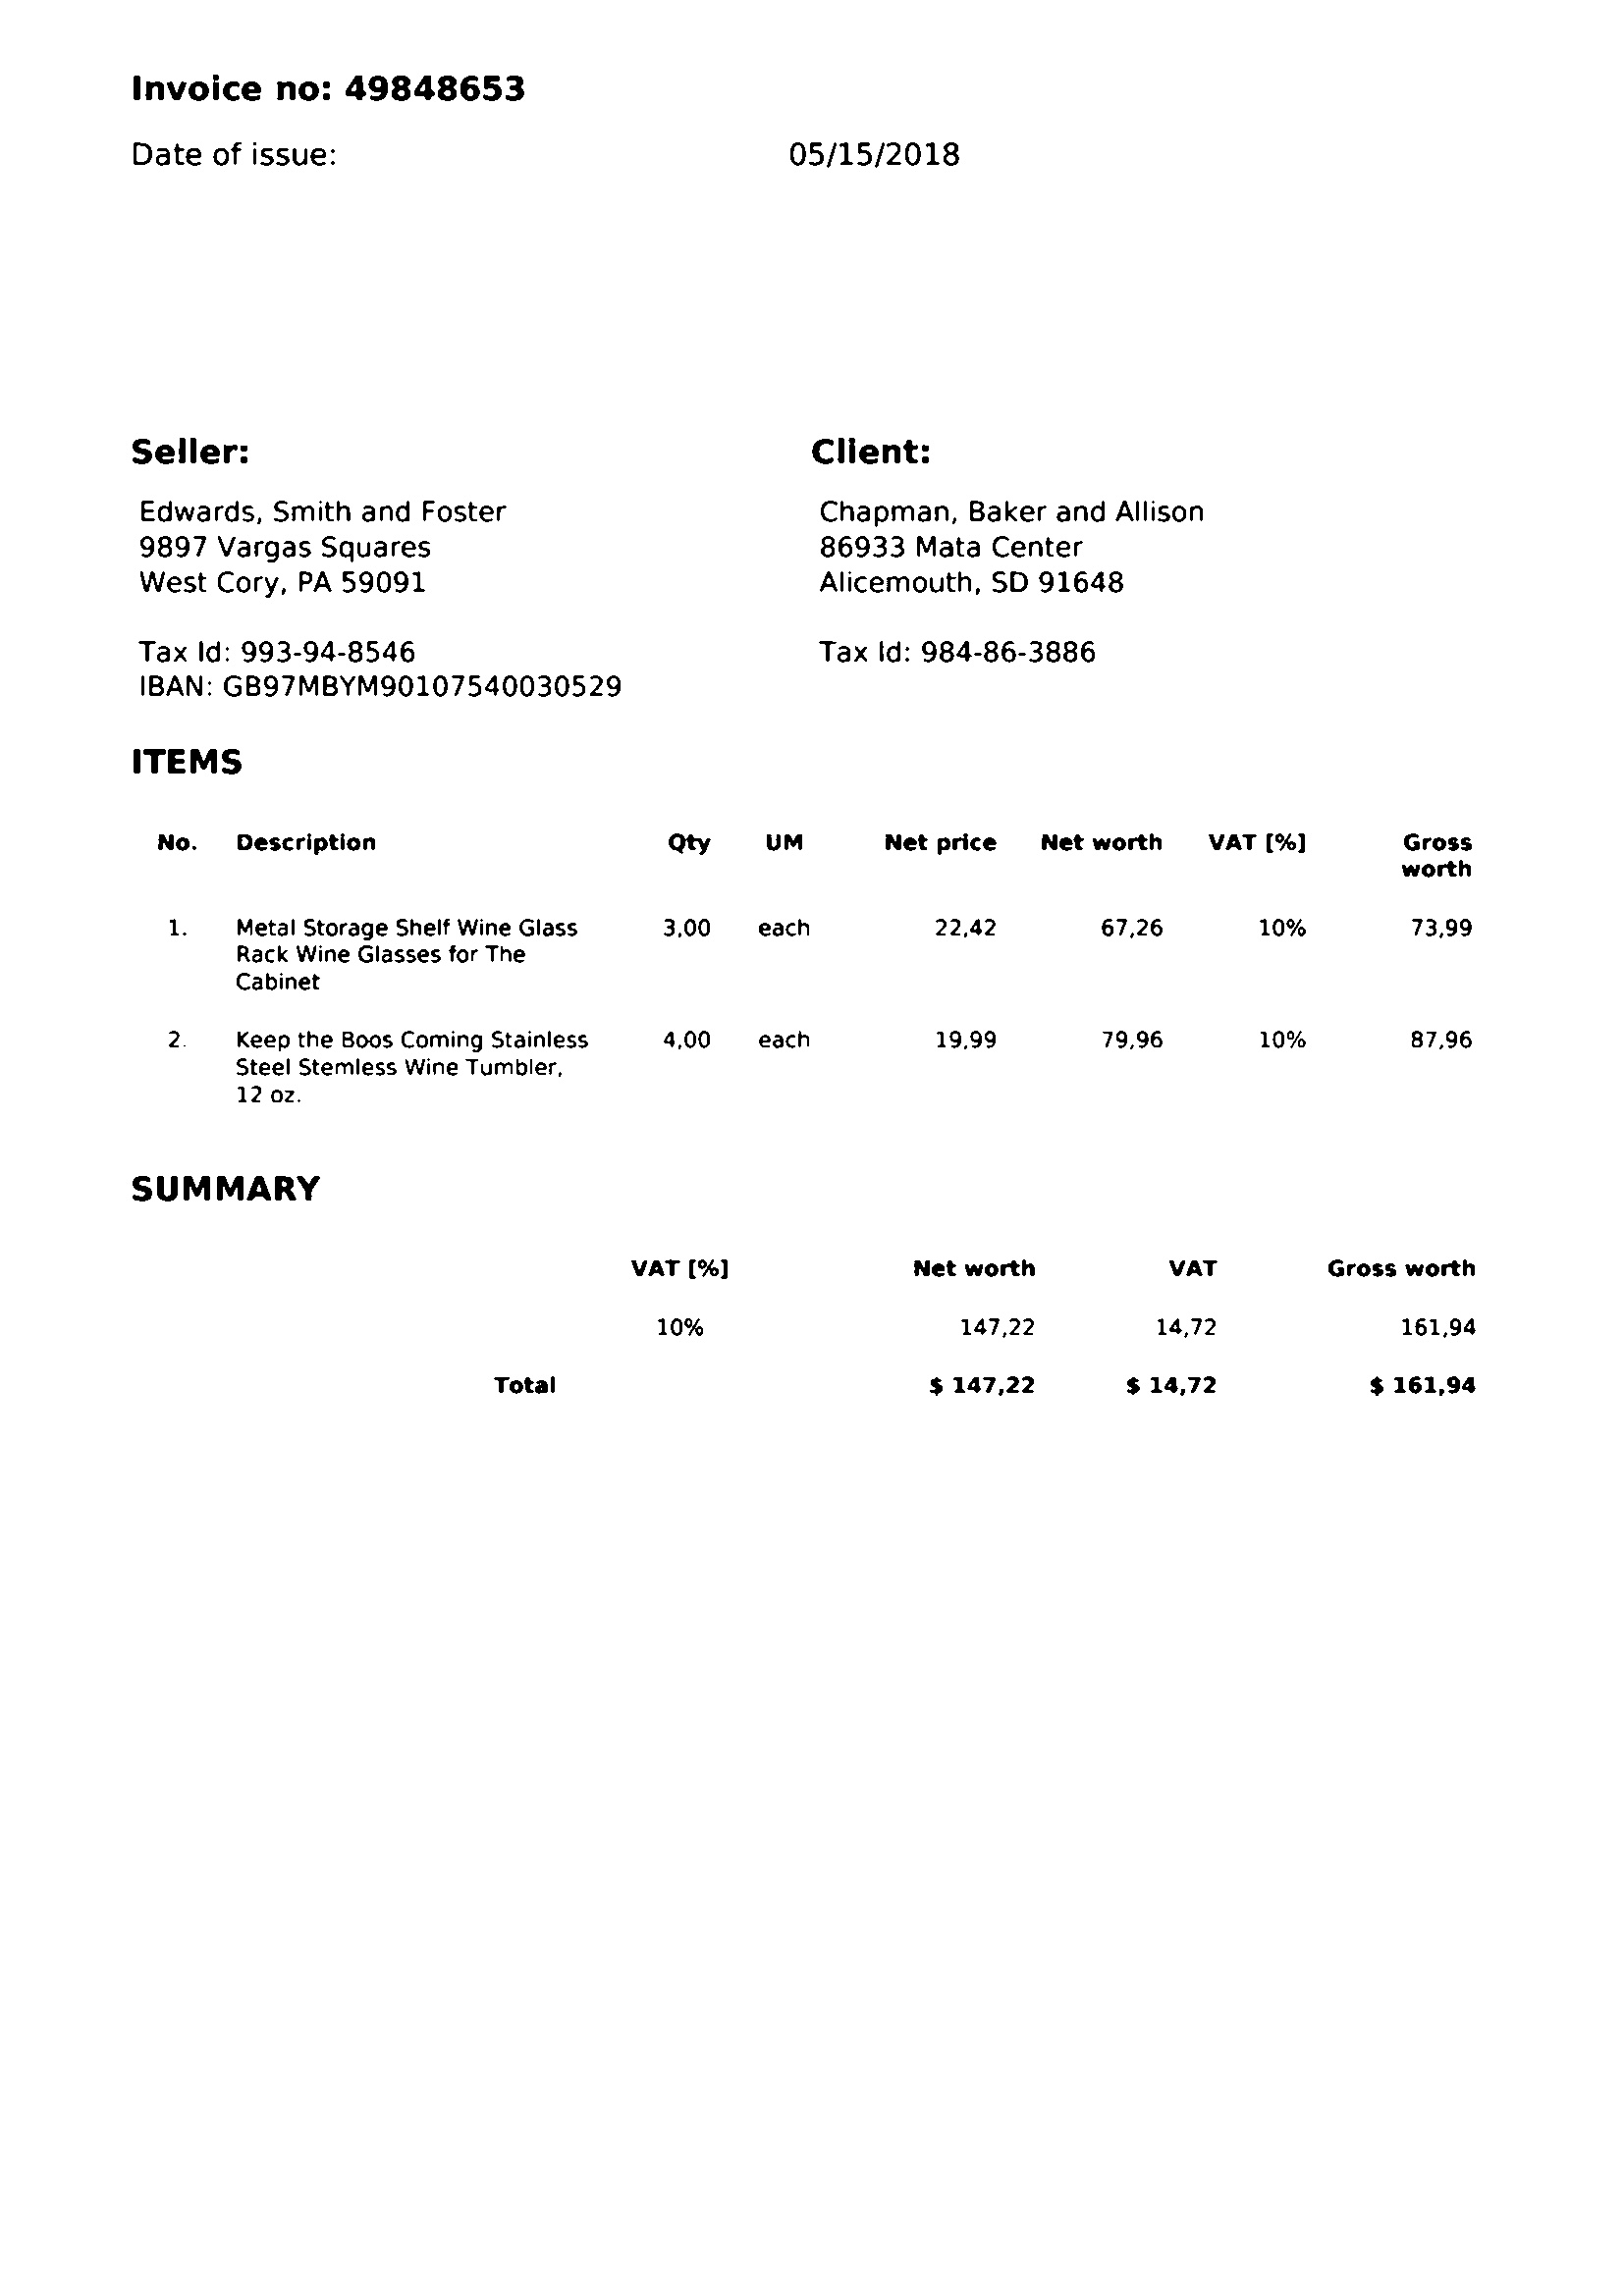 Invoice no: 49848653
Date of issue: 05/15/2018
Seller:
Edwards, Smith and Foster
9897 Vargas Squares
West Cory, PA 59091
Tax Id: 993-94-8546
IBAN: GB97MBYM90107540030529
Client:
Chapman, Baker and Allison
86933 Mata Center
Alicemouth, SD 91648
Tax Id: 984-86-3886
ITEMS
No. Description Qty UM Net price Net worth VAT [%] Gross
worth
1. Metal Storage Shelf Wine Glass 3,00 each 22,42 67,26 10% 73,99
Rack Wine Glasses for The
Cabinet
2. Keep the Boos Coming Stainless 4,00 each 19,99 79,96 10% 87,96
Steel Stemless Wine Tumbler,
12 oz.
SUMMARY
VAT [%] Net worth VAT Gross worth
10% 147,22 14,72 161,94
Total $ 147,22 $ 14,72 $ 161,94